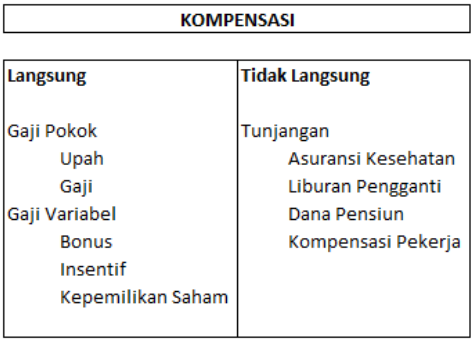 KOMPENSASI
Langsung
Gaji Pokok
Upah
Gaji
Gaji Variabel
Bonus
Insentif
Kepemilikan Saham
Tidak Langsung
Tunjangan
Asuransi Kesehatan
Liburan Pengganti
Dana Pensiun
Kompensasi Pekerja